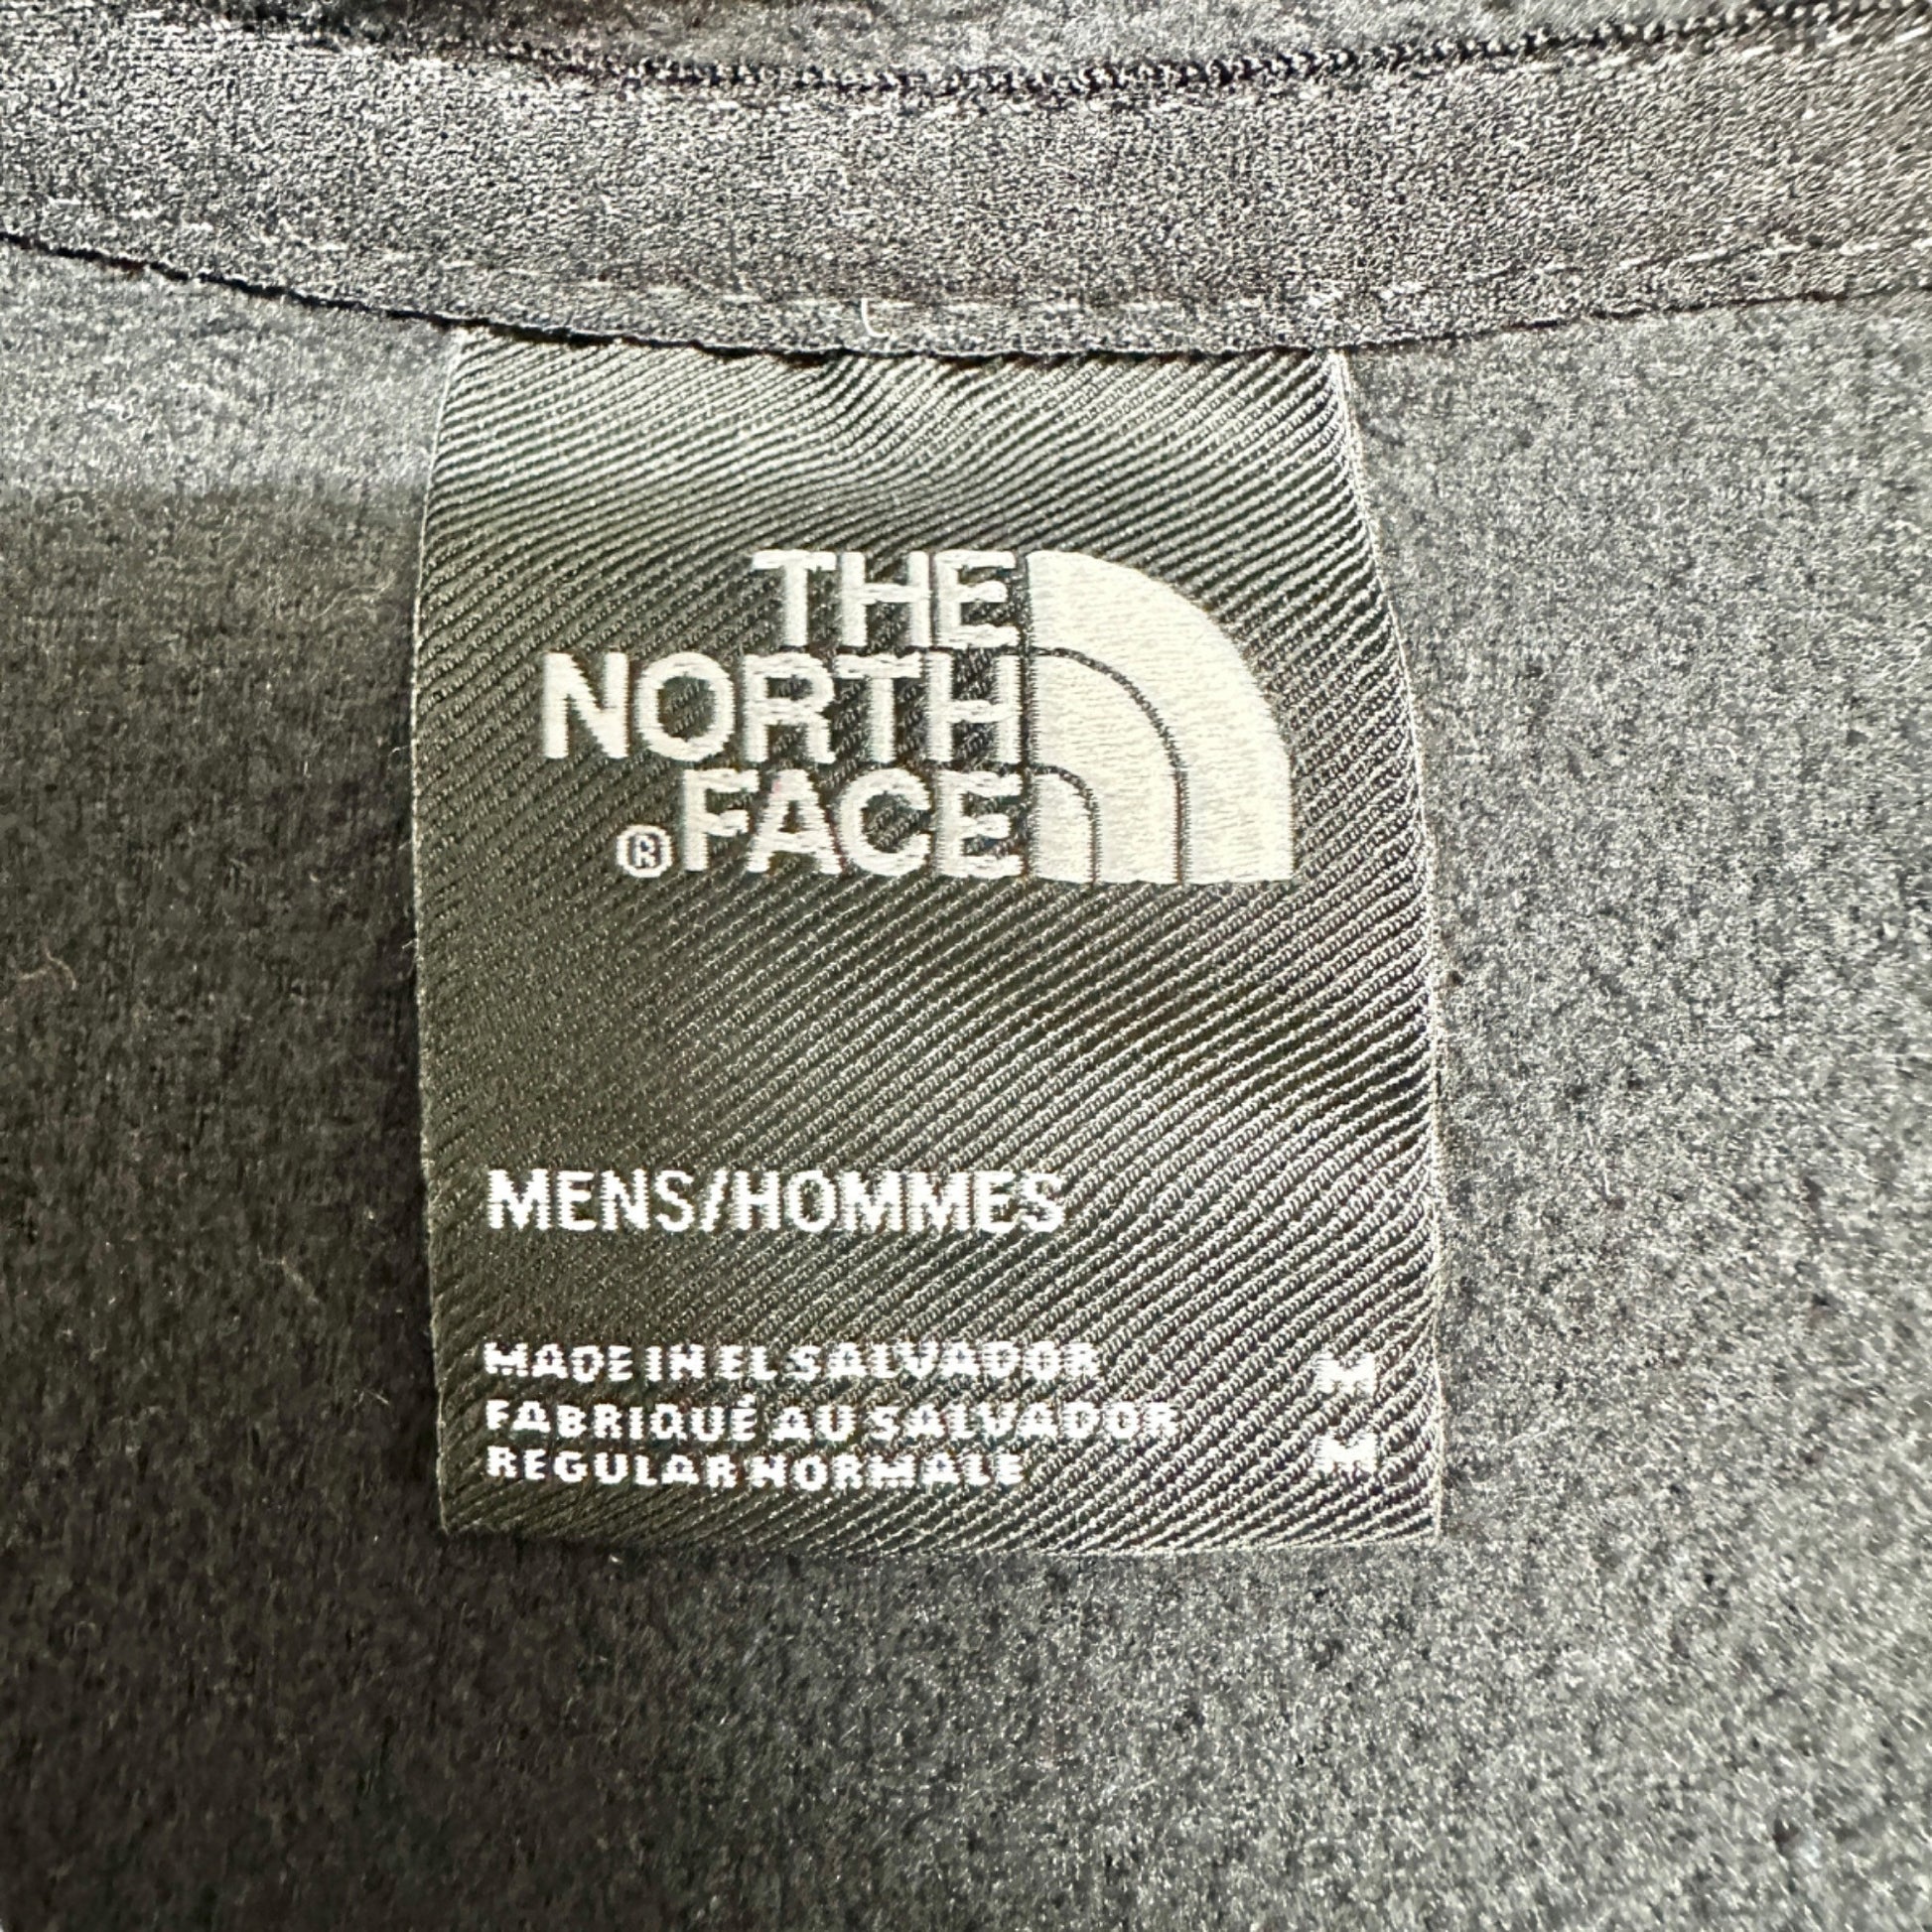 THE
NORTH
®FACE
MENS/HOMMES
MADE IN EL SALVADOR M
FABRIQUÉ AU SALVADOR
REGULAR NORMALE M